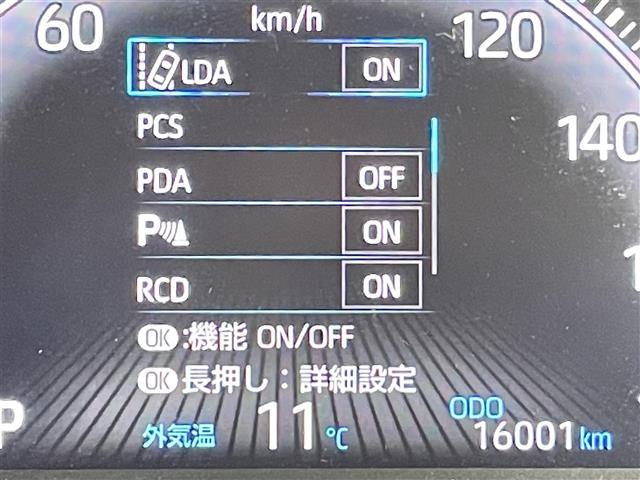 km/h
60
120
LDA ON
140
PCS
PDA OFF
P ON
RCD ON
OK:機能 ON/OFF
OK長押し:詳細設定
P
外気温 11℃
ODO
16001km